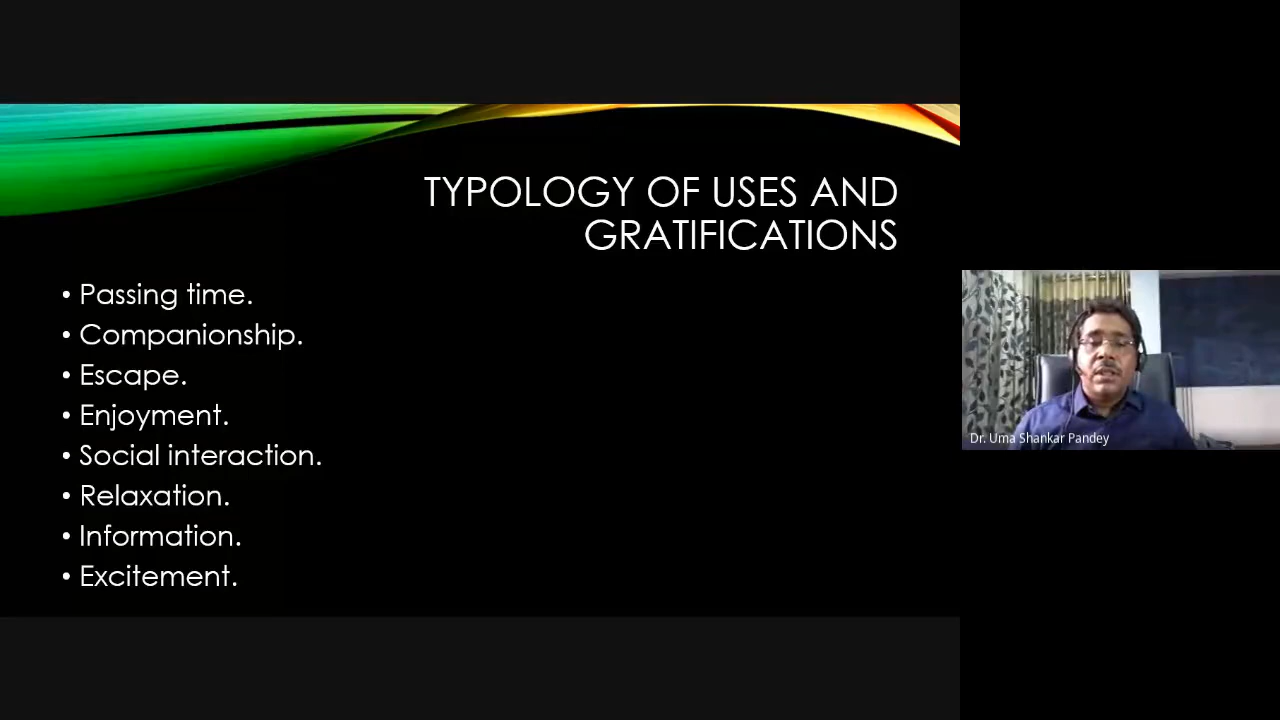 TYPOLOGY OF USES AND
GRATIFICATIONS
• Passing time.
• Companionship.
• Escape.
• Enjoyment.
• Social interaction.
• Relaxation.
• Information.
• Excitement.
Dr. Uma Shankar Pandey